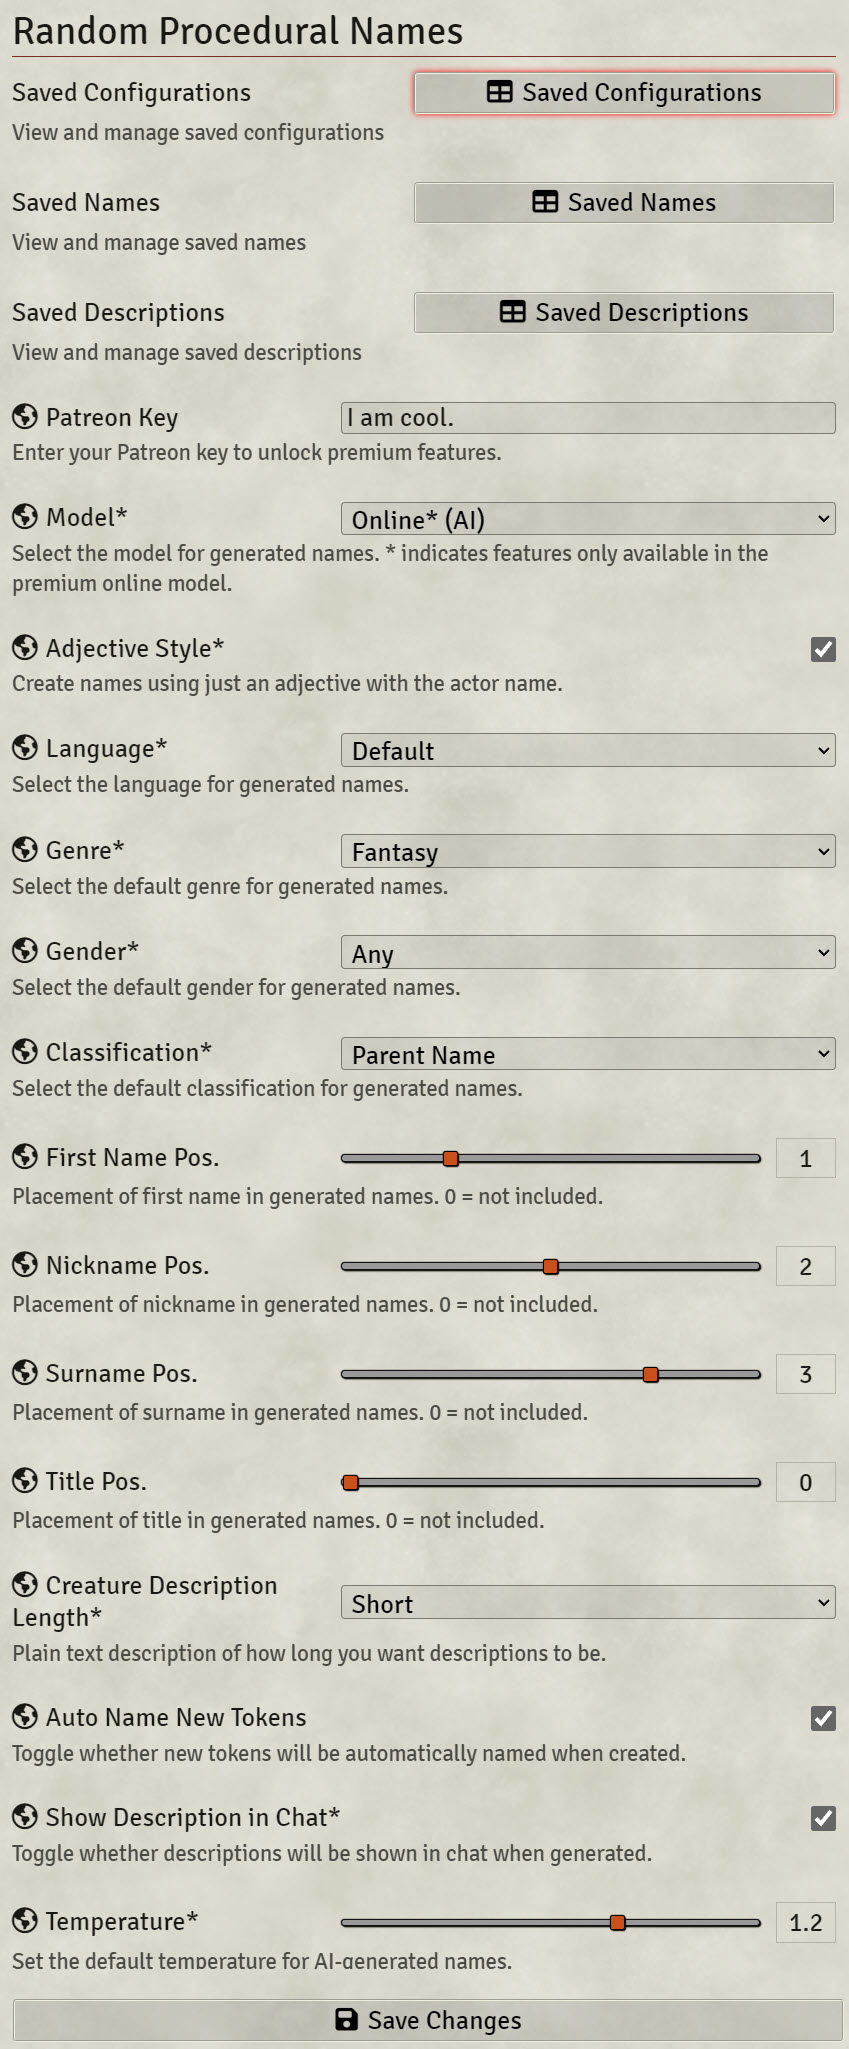 Random Procedural Names
Saved Configurations
Saved Configurations
View and manage saved configurations
Saved Names
Saved Names
View and manage saved names
Saved Descriptions
Saved Descriptions
View and manage saved descriptions
Patreon Key
I am cool.
Enter your Patreon key to unlock premium features.
Model*
Online* (AI)
Select the model for generated names. * indicates features only available in the
premium online model.
Adjective Style*
Create names using just an adjective with the actor name.
Language*
Default
Select the language for generated names.
Genre*
Fantasy
Select the default genre for generated names.
Gender*
Any
Select the default gender for generated names.
Classification*
Parent Name
Select the default classification for generated names.
First Name Pos.
1
Placement of first name in generated names. 0 = not included.
Nickname Pos.
2
Placement of nickname in generated names. 0 = not included.
Surname Pos.
3
Placement of surname in generated names. 0 = not included.
Title Pos.
0
Placement of title in generated names. 0 = not included.
Creature Description
Length*
Short
Plain text description of how long you want descriptions to be.
Auto Name New Tokens
Toggle whether new tokens will be automatically named when created.
Show Description in Chat*
Toggle whether descriptions will be shown in chat when generated.
Temperature*
1.2
Set the default temperature for AI-generated names.
Save Changes